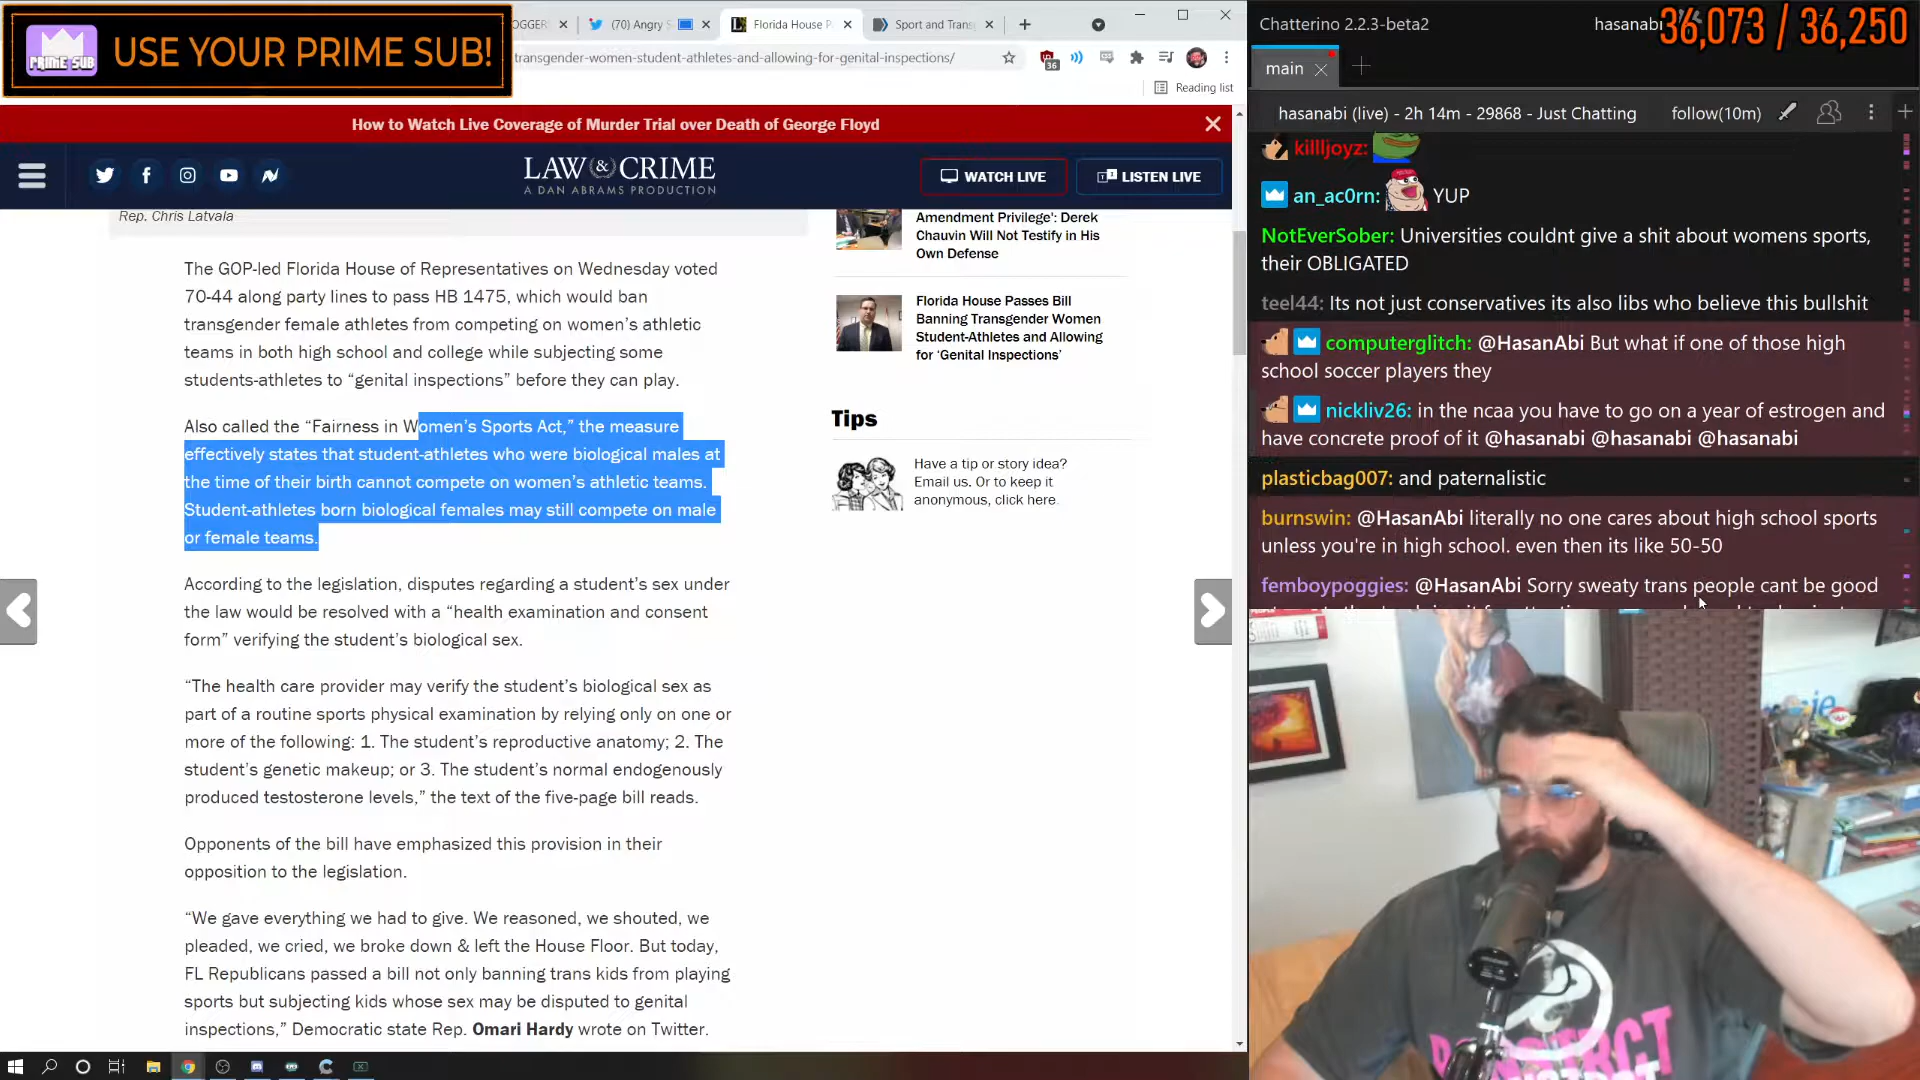 PRIME SUB
USE YOUR PRIME SUB!
OGGER
(70) Angry S
Florida House P
Sport and Trans
transgender-women-student-athletes-and-allowing-for-genital-inspections/
36
Reading list
How to Watch Live Coverage of Murder Trial over Death of George Floyd
LAW & CRIME
A DAN ABRAMS PRODUCTION
WATCH LIVE
LISTEN LIVE
Rep. Chris Latvala
The GOP-led Florida House of Representatives on Wednesday voted
70-44 along party lines to pass HB 1475, which would ban
transgender female athletes from competing on women's athletic
teams in both high school and college while subjecting some
students-athletes to “genital inspections” before they can play.
Also called the “Fairness in Women's Sports Act,” the measure
effectively states that student-athletes who were biological males at
the time of their birth cannot compete on women's athletic teams.
Student-athletes born biological females may still compete on male
or female teams.
According to the legislation, disputes regarding a student's sex under
the law would be resolved with a “health examination and consent
form” verifying the student's biological sex.
“The health care provider may verify the student's biological sex as
part of a routine sports physical examination by relying only on one or
more of the following: 1. The student's reproductive anatomy; 2. The
student's genetic makeup; or 3. The student's normal endogenously
produced testosterone levels,” the text of the five-page bill reads.
Opponents of the bill have emphasized this provision in their
opposition to the legislation.
“We gave everything we had to give. We reasoned, we shouted, we
pleaded, we cried, we broke down & left the House Floor. But today,
FL Republicans passed a bill not only banning trans kids from playing
sports but subjecting kids whose sex may be disputed to genital
inspections,” Democratic state Rep. Omari Hardy wrote on Twitter.
Amendment Privilege': Derek
Chauvin Will Not Testify in His
Own Defense
Florida House Passes Bill
Banning Transgender Women
Student-Athletes and Allowing
for 'Genital Inspections'
Tips
Have a tip or story idea?
Email us. Or to keep it
anonymous, click here.
Chatterino 2.2.3-beta2
hasanabi
36,073 / 36,250
main
hasanabi (live) - 2h 14m - 29868 - Just Chatting
follow(10m)
killljoyz:
an_ac0rn: YUP
NotEverSober: Universities couldnt give a shit about womens sports,
their OBLIGATED
teel44: Its not just conservatives its also libs who believe this bullshit
computerglitch: @HasanAbi But what if one of those high
school soccer players they
nickliv26: in the ncaa you have to go on a year of estrogen and
have concrete proof of it @hasanabi @hasanabi @hasanabi
plasticbag007: and paternalistic
burnswin: @HasanAbi literally no one cares about high school sports
unless you're in high school. even then its like 50-50
femboypoggies: @HasanAbi Sorry sweaty trans people cant be good